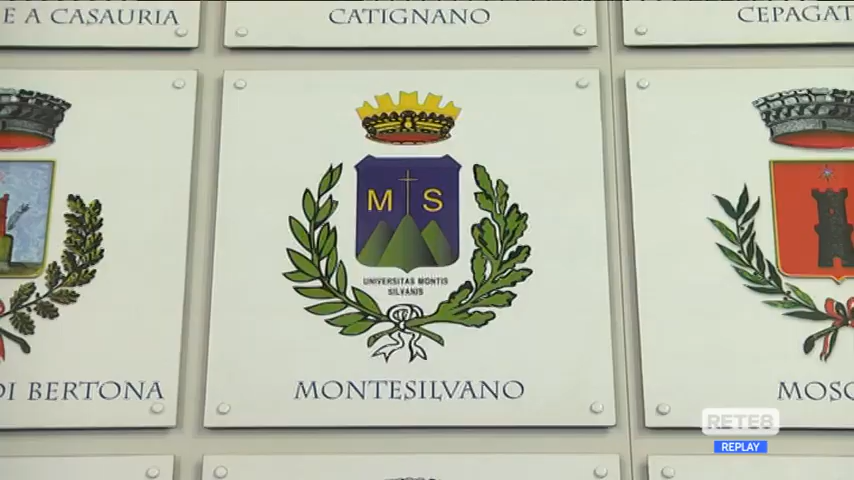 E A CASAURIA
CATIGNANO
CEPAGAT
M S
UNIVERSITAS MONTIS
SILVANIS
DI BERTONA
MONTESILVANO
MOSC
RETE8
REPLAY